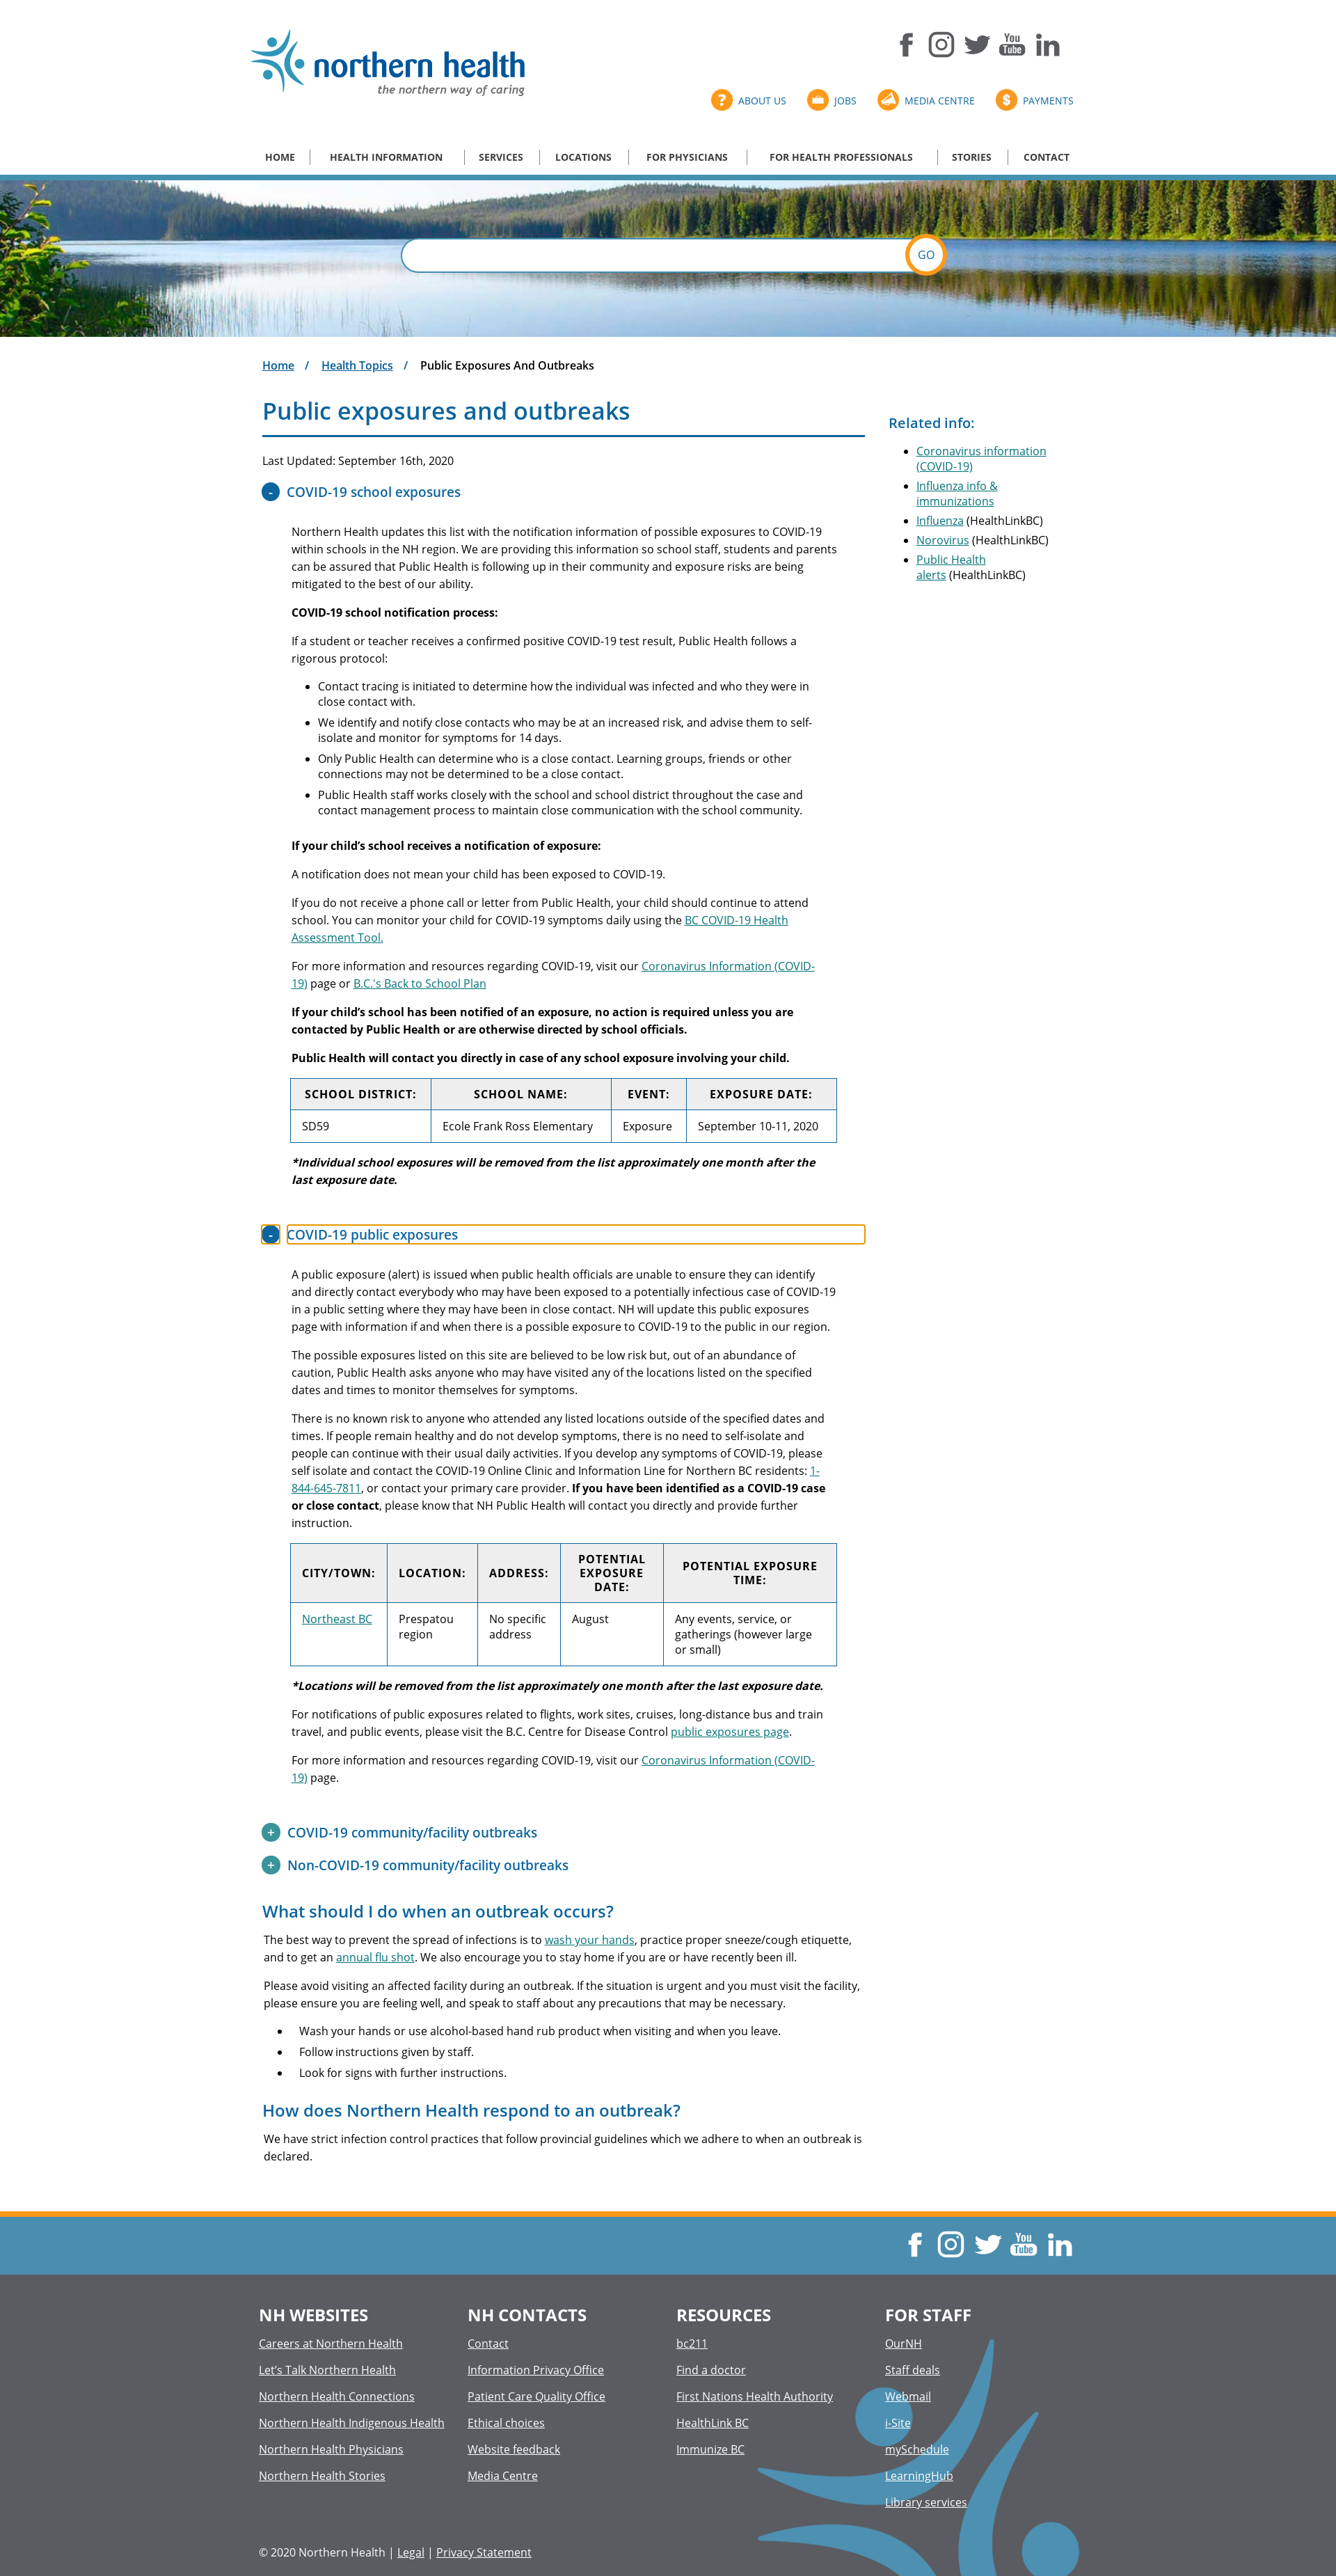 northern health
the northern way of caring
You
Tube
in
? ABOUT US
JOBS
MEDIA CENTRE
$ PAYMENTS
HOME
HEALTH INFORMATION
SERVICES
LOCATIONS
FOR PHYSICIANS
FOR HEALTH PROFESSIONALS
STORIES
CONTACT
GO
Home / Health Topics / Public Exposures And Outbreaks
Public exposures and outbreaks
Last Updated: September 16th, 2020
- COVID-19 school exposures
Northern Health updates this list with the notification information of possible exposures to COVID-19
within schools in the NH region. We are providing this information so school staff, students and parents
can be assured that Public Health is following up in their community and exposure risks are being
mitigated to the best of our ability.
COVID-19 school notification process:
If a student or teacher receives a confirmed positive COVID-19 test result, Public Health follows a
rigorous protocol:
• Contact tracing is initiated to determine how the individual was infected and who they were in
close contact with.
• We identify and notify close contacts who may be at an increased risk, and advise them to self-
isolate and monitor for symptoms for 14 days.
• Only Public Health can determine who is a close contact. Learning groups, friends or other
connections may not be determined to be a close contact.
• Public Health staff works closely with the school and school district throughout the case and
contact management process to maintain close communication with the school community.
If your child's school receives a notification of exposure:
A notification does not mean your child has been exposed to COVID-19.
If you do not receive a phone call or letter from Public Health, your child should continue to attend
school. You can monitor your child for COVID-19 symptoms daily using the BC COVID-19 Health
Assessment Tool.
For more information and resources regarding COVID-19, visit our Coronavirus Information (COVID-
19) page or B.C.'s Back to School Plan
If your child's school has been notified of an exposure, no action is required unless you are
contacted by Public Health or are otherwise directed by school officials.
Public Health will contact you directly in case of any school exposure involving your child.
SCHOOL DISTRICT: SCHOOL NAME: EVENT: EXPOSURE DATE:
SD59 Ecole Frank Ross Elementary Exposure September 10-11, 2020
*Individual school exposures will be removed from the list approximately one month after the
last exposure date.
- COVID-19 public exposures
A public exposure (alert) is issued when public health officials are unable to ensure they can identify
and directly contact everybody who may have been exposed to a potentially infectious case of COVID-19
in a public setting where they may have been in close contact. NH will update this public exposures
page with information if and when there is a possible exposure to COVID-19 to the public in our region.
The possible exposures listed on this site are believed to be low risk but, out of an abundance of
caution, Public Health asks anyone who may have visited any of the locations listed on the specified
dates and times to monitor themselves for symptoms.
There is no known risk to anyone who attended any listed locations outside of the specified dates and
times. If people remain healthy and do not develop symptoms, there is no need to self-isolate and
people can continue with their usual daily activities. If you develop any symptoms of COVID-19, please
self isolate and contact the COVID-19 Online Clinic and Information Line for Northern BC residents: 1-
844-645-7811, or contact your primary care provider. If you have been identified as a COVID-19 case
or close contact, please know that NH Public Health will contact you directly and provide further
instruction.
CITY/TOWN: LOCATION: ADDRESS: POTENTIAL EXPOSURE DATE: POTENTIAL EXPOSURE TIME:
Northeast BC Prespatou region No specific address August Any events, service, or gatherings (however large or small)
*Locations will be removed from the list approximately one month after the last exposure date.
For notifications of public exposures related to flights, work sites, cruises, long-distance bus and train
travel, and public events, please visit the B.C. Centre for Disease Control public exposures page.
For more information and resources regarding COVID-19, visit our Coronavirus Information (COVID-
19) page.
+ COVID-19 community/facility outbreaks
+ Non-COVID-19 community/facility outbreaks
What should I do when an outbreak occurs?
The best way to prevent the spread of infections is to wash your hands, practice proper sneeze/cough etiquette,
and to get an annual flu shot. We also encourage you to stay home if you are or have recently been ill.
Please avoid visiting an affected facility during an outbreak. If the situation is urgent and you must visit the facility,
please ensure you are feeling well, and speak to staff about any precautions that may be necessary.
• Wash your hands or use alcohol-based hand rub product when visiting and when you leave.
• Follow instructions given by staff.
• Look for signs with further instructions.
How does Northern Health respond to an outbreak?
We have strict infection control practices that follow provincial guidelines which we adhere to when an outbreak is
declared.
Related info:
• Coronavirus information
(COVID-19)
• Influenza info &
immunizations
• Influenza (HealthLinkBC)
• Norovirus (HealthLinkBC)
• Public Health
alerts (HealthLinkBC)
You
Tube
in
NH WEBSITES
Careers at Northern Health
Let's Talk Northern Health
Northern Health Connections
Northern Health Indigenous Health
Northern Health Physicians
Northern Health Stories
NH CONTACTS
Contact
Information Privacy Office
Patient Care Quality Office
Ethical choices
Website feedback
Media Centre
RESOURCES
bc211
Find a doctor
First Nations Health Authority
HealthLink BC
Immunize BC
FOR STAFF
OurNH
Staff deals
Webmail
i-Site
mySchedule
LearningHub
Library services
© 2020 Northern Health | Legal | Privacy Statement